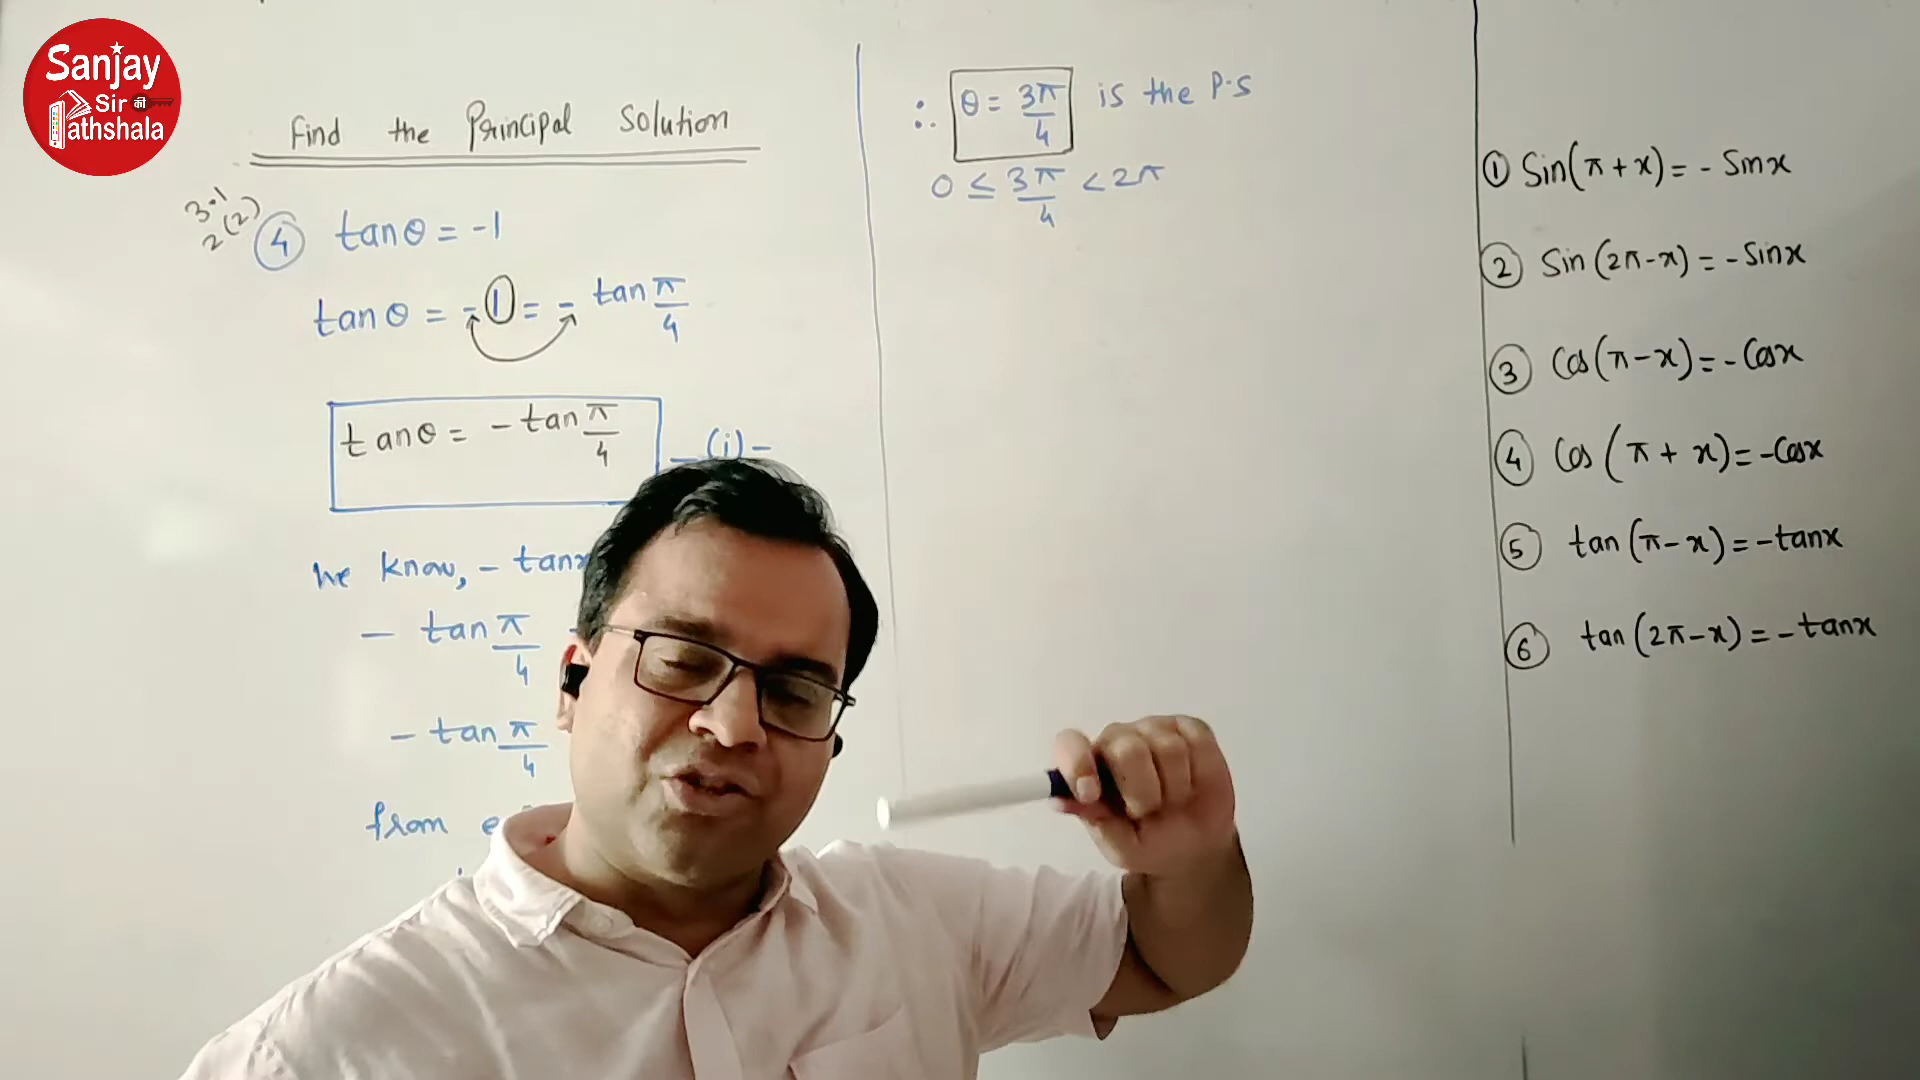 Sanjay
Sir की
Pathshala
Find the Principal Solution
3.1
2 (2)
④ tanθ = -1
tanθ = -1 = - tan π/4
tanθ = - tan π/4 — (i) —
We know, - tanx
- tan π/4
- tan π/4
from
∴ θ = 3π/4 is the P.S
0 ≤ 3π/4 < 2π
① Sin(π + x) = - Sinx
② Sin (2π - x) = - Sinx
③ Cos(π - x) = - Cosx
④ Cos (π + x) = - Cosx
⑤ tan (π - x) = - tanx
⑥ tan (2π - x) = - tanx